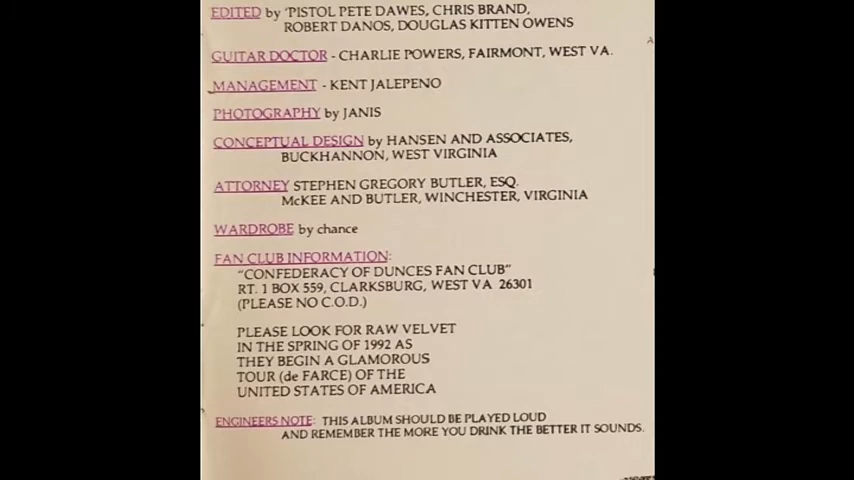 EDITED by 'PISTOL PETE DAWES, CHRIS BRAND,
ROBERT DANOS, DOUGLAS KITTEN OWENS
GUITAR DOCTOR - CHARLIE POWERS, FAIRMONT, WEST VA.
MANAGEMENT - KENT JALEPENO
PHOTOGRAPHY by JANIS
CONCEPTUAL DESIGN by HANSEN AND ASSOCIATES,
BUCKHANNON, WEST VIRGINIA
ATTORNEY STEPHEN GREGORY BUTLER, ESQ.
McKEE AND BUTLER, WINCHESTER, VIRGINIA
WARDROBE by chance
FAN CLUB INFORMATION:
"CONFEDERACY OF DUNCES FAN CLUB"
RT. 1 BOX 559, CLARKSBURG, WEST VA 26301
(PLEASE NO C.O.D.)
PLEASE LOOK FOR RAW VELVET
IN THE SPRING OF 1992 AS
THEY BEGIN A GLAMOROUS
TOUR (de FARCE) OF THE
UNITED STATES OF AMERICA
ENGINEERS NOTE: THIS ALBUM SHOULD BE PLAYED LOUD
AND REMEMBER THE MORE YOU DRINK THE BETTER IT SOUNDS.